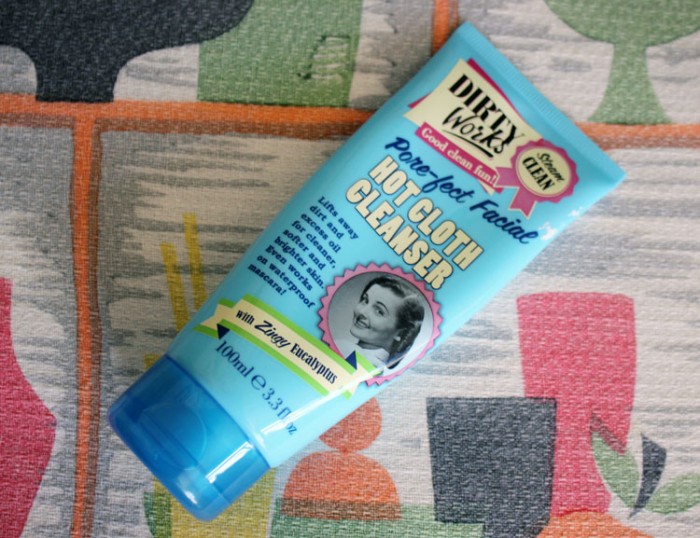 DIRTY
Works
Good clean fun!
Steam
CLEAN
Pore-fect Facial
HOT CLOTH
CLEANSER
Lifts away
dirt and
excess oil
for cleaner,
softer and
brighter skin.
Even works
on waterproof
mascara!
with Zingy Eucalyptus
100ml e 3.3 fl oz